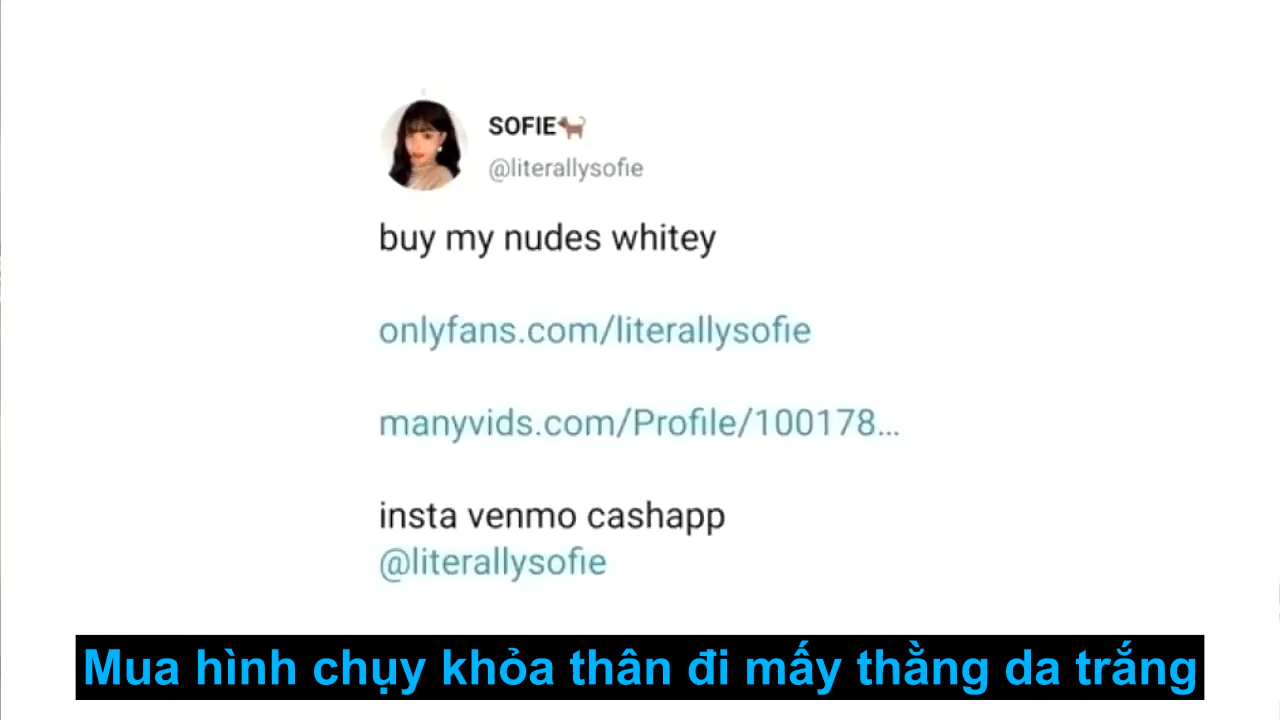 SOFIE🐕
@literallysofie
buy my nudes whitey
onlyfans.com/literallysofie
manyvids.com/Profile/100178...
insta venmo cashapp
@literallysofie
Mua hình chụy khỏa thân đi mấy thằng da trắng